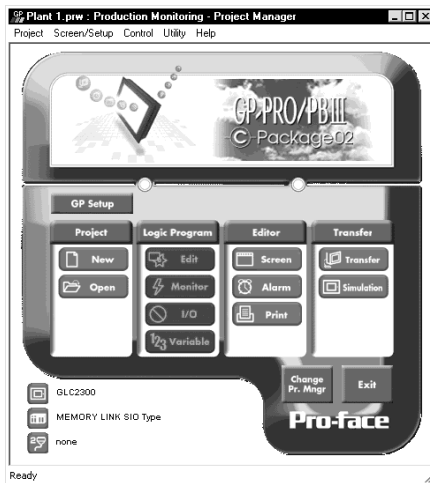 GP Plant 1.prw : Production Monitoring - Project Manager
Project Screen/Setup Control Utility Help
GP-PRO/PBIII
C-Package02
GP Setup
Project Logic Program Editor Transfer
New Edit Screen Transfer
Open Monitor Alarm Simulation
I/O Print
123 Variable
Change
Pr. Mngr
Exit
GLC2300
MEMORY LINK SIO Type
none
Pro-face
Ready